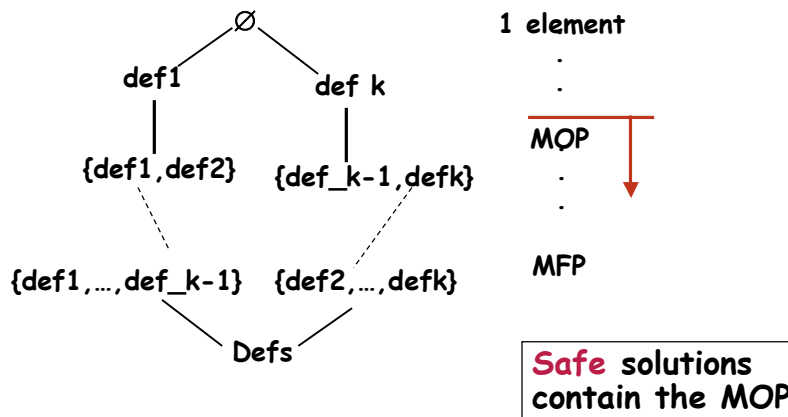 ∅
1 element
def1
def k
.
.
MOP
{def1,def2}
{def_k-1,defk}
.
.
.
{def1,…,def_k-1}
{def2,…,defk}
MFP
Defs
Safe solutions
contain the MOP